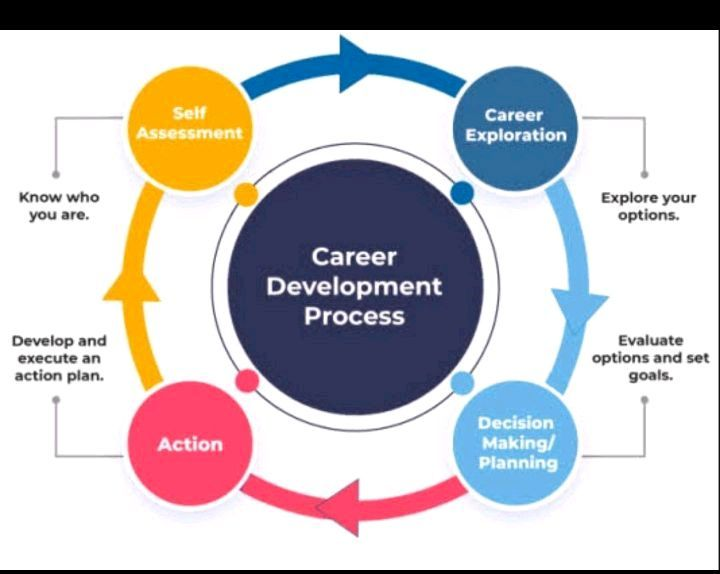 Self
Assessment
Career
Exploration
Know who
you are.
Explore your
options.
Career
Development
Process
Develop and
execute an
action plan.
Evaluate
options and set
goals.
Action
Decision
Making/
Planning